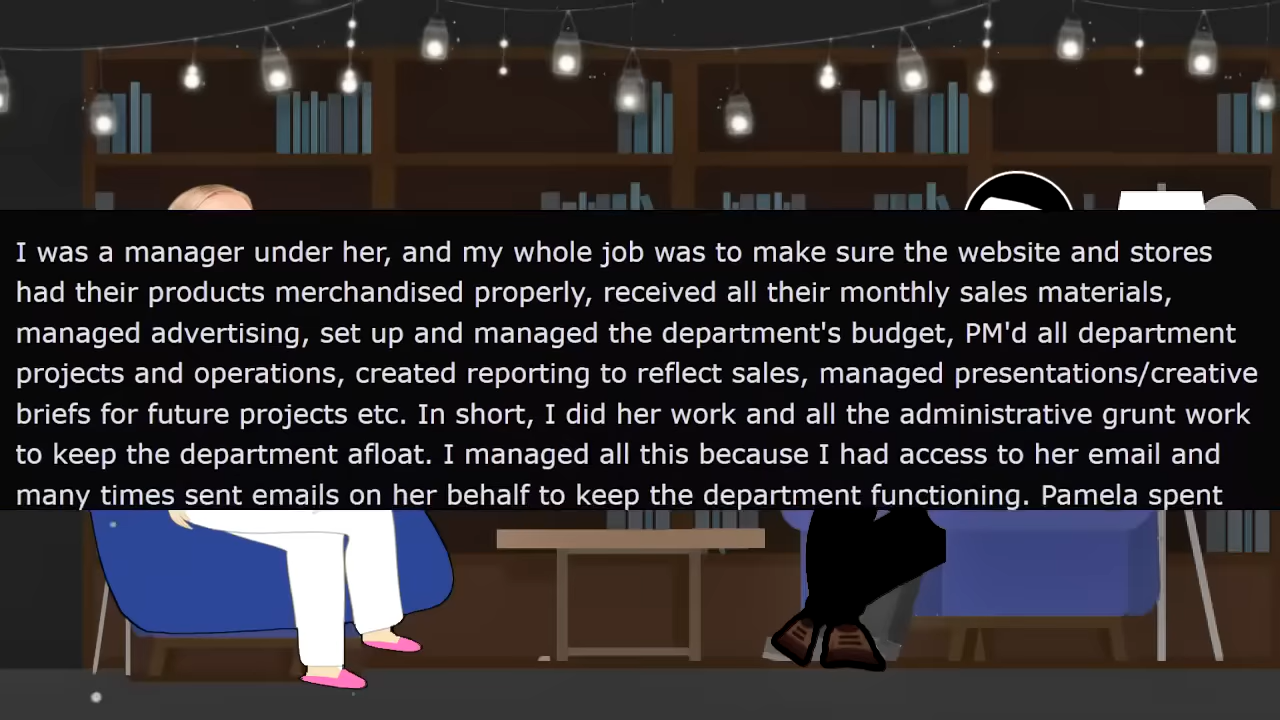 I was a manager under her, and my whole job was to make sure the website and stores
had their products merchandised properly, received all their monthly sales materials,
managed advertising, set up and managed the department's budget, PM'd all department
projects and operations, created reporting to reflect sales, managed presentations/creative
briefs for future projects etc. In short, I did her work and all the administrative grunt work
to keep the department afloat. I managed all this because I had access to her email and
many times sent emails on her behalf to keep the department functioning. Pamela spent